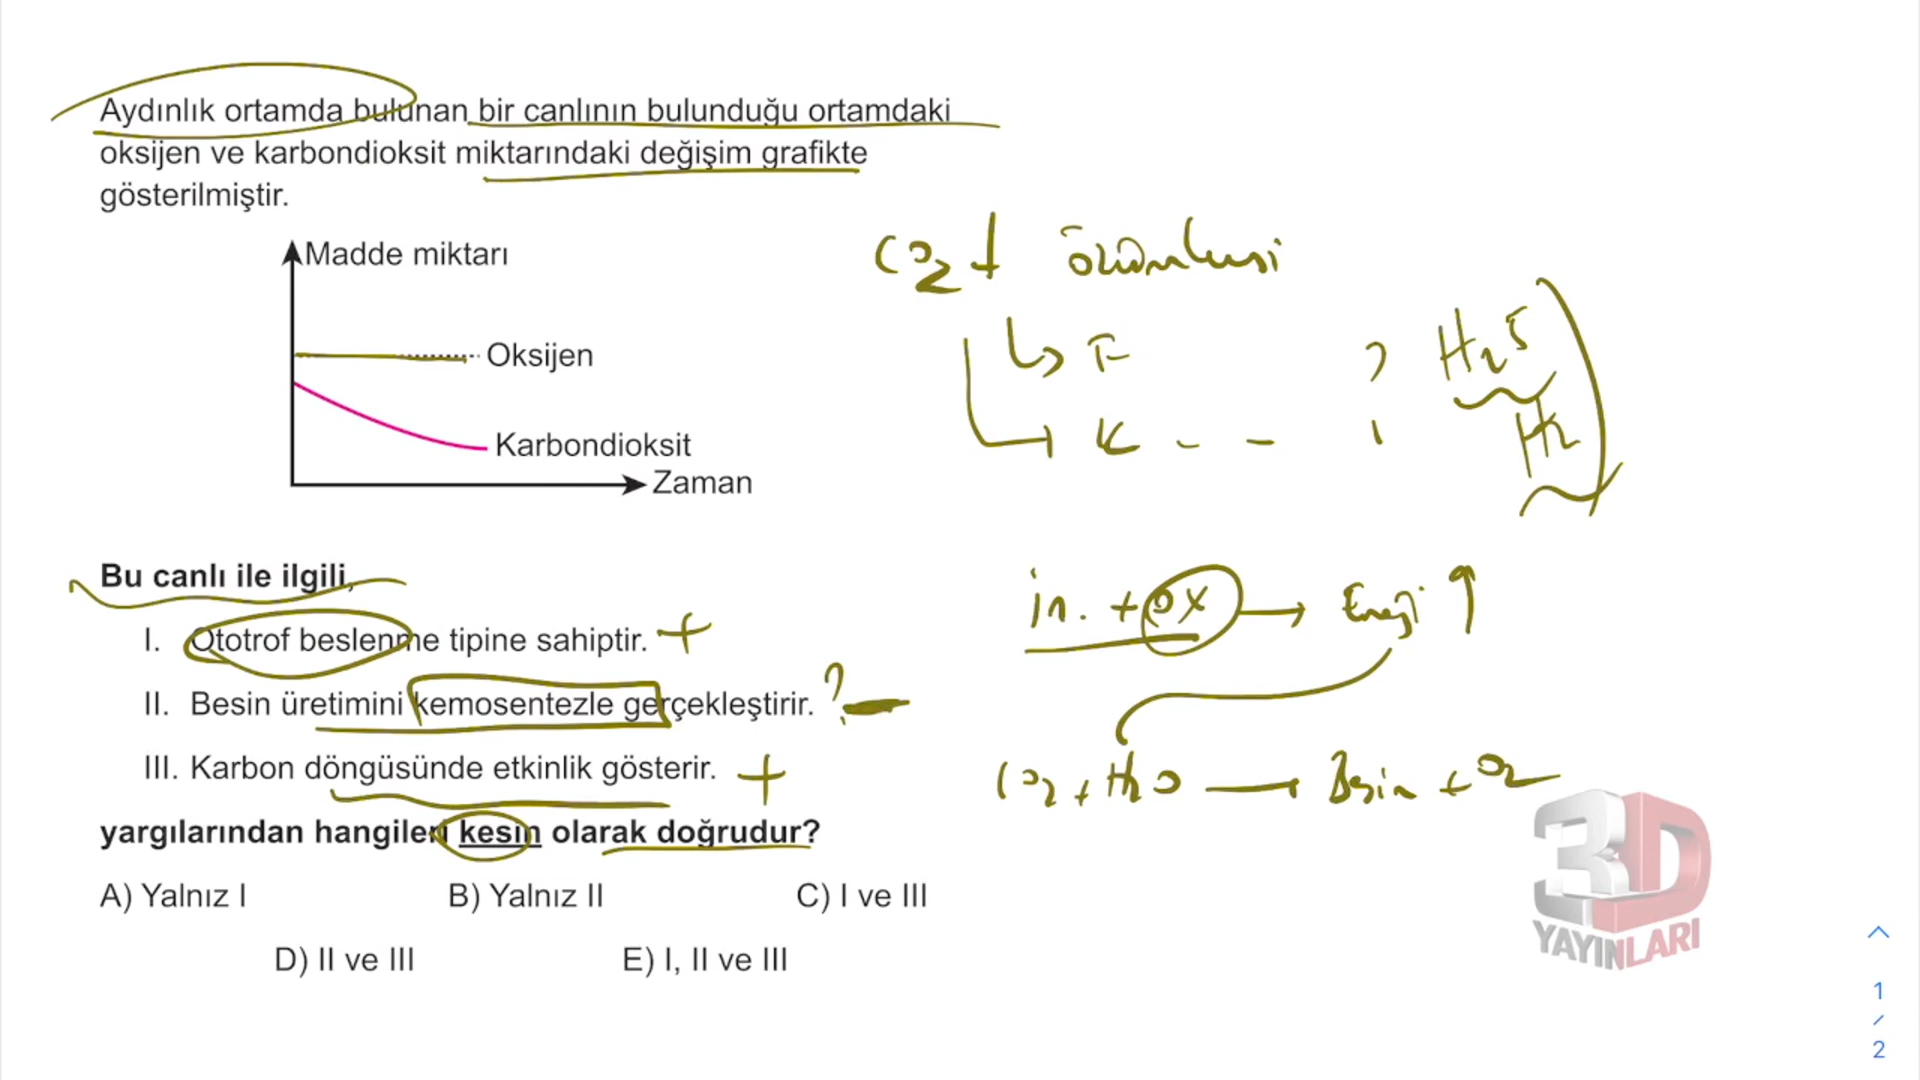 Aydınlık ortamda bulunan bir canlının bulunduğu ortamdaki
oksijen ve karbondioksit miktarındaki değişim grafikte
gösterilmiştir.
Madde miktarı
Oksijen
Karbondioksit
Zaman
CO2 ↓
→ F
→ K - -
H2S
H2
in. + OX → Enerji ↑
CO2 + H2O → Besin + O2
Bu canlı ile ilgili,
I. Ototrof beslenme tipine sahiptir. +
II. Besin üretimini kemosentezle gerçekleştirir. ? -
III. Karbon döngüsünde etkinlik gösterir. +
yargılarından hangileri kesin olarak doğrudur?
A) Yalnız I B) Yalnız II C) I ve III
D) II ve III E) I, II ve III
3D
YAYINLARI
1
/
2